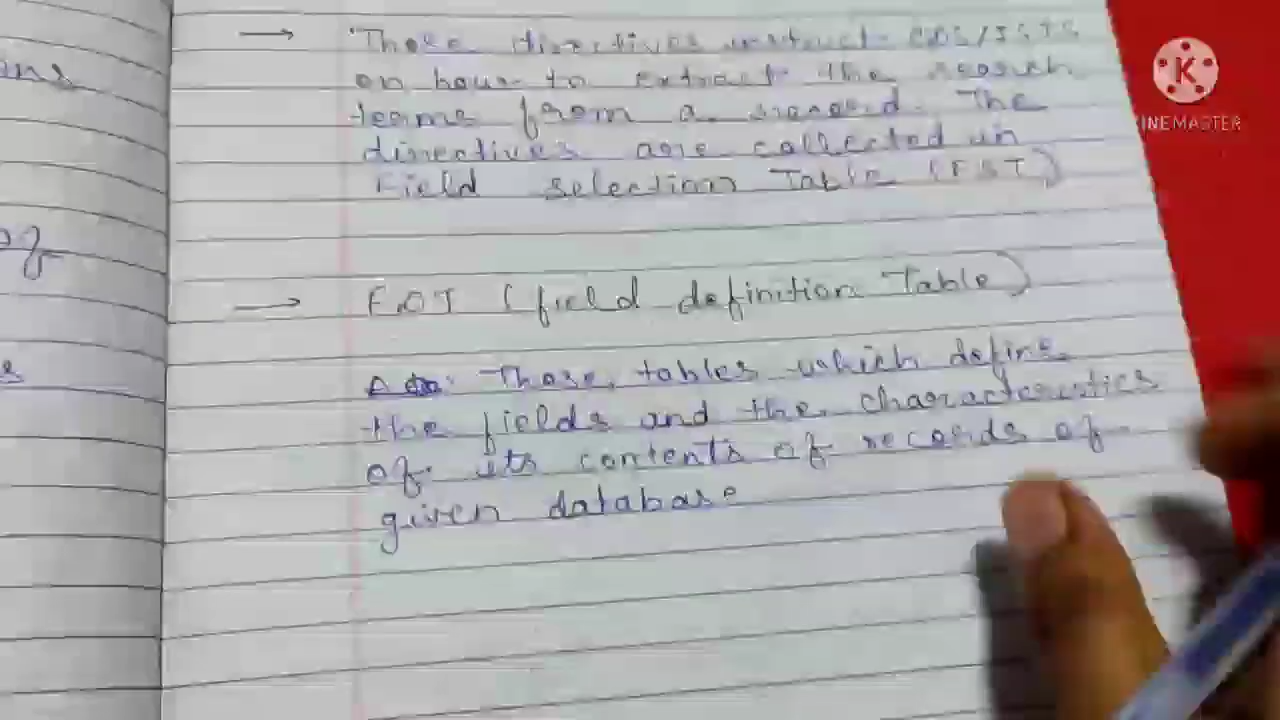 ins
of
s
→ These directives instruct CDS/ISIS
on how to extract the search
terms from a record. The
directives are collected in
Field selection Table (FST)
→ F.D.T (field definition Table)
These, tables which define
the fields and the characteristics
of its contents of records of
given database
K
KINEMASTER